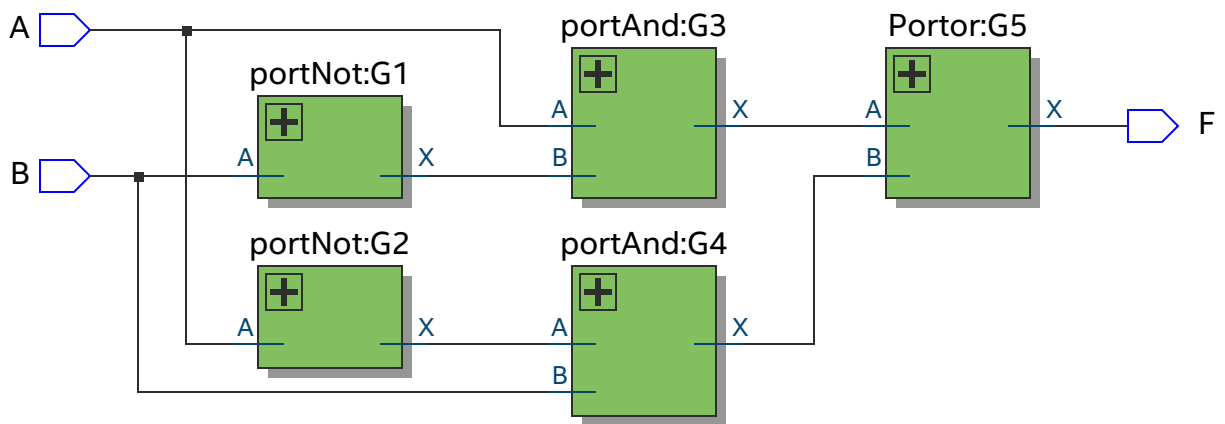 A
portAnd:G3
Portor:G5
portNot:G1
A
X
A
X
F
B
A
X
B
B
portNot:G2
portAnd:G4
A
X
A
X
B